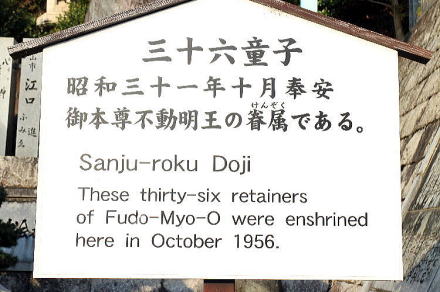 三十六童子
昭和三十一年十月奉安
御本尊不動明王の眷属である。
けんぞく
Sanju-roku Doji
These thirty-six retainers
of Fudo-Myo-O were enshrined
here in October 1956.
江口